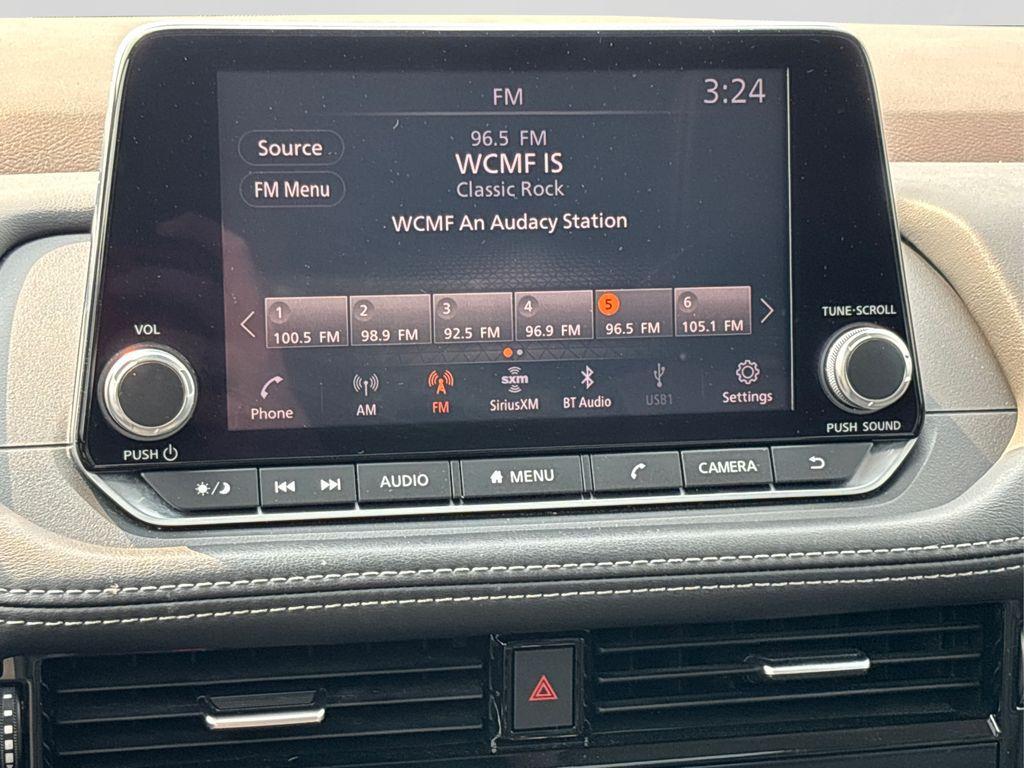 FM
3:24
Source
FM Menu
96.5 FM
WCMF IS
Classic Rock
WCMF An Audacy Station
1
100.5 FM
2
98.9 FM
3
92.5 FM
4
96.9 FM
5
96.5 FM
6
105.1 FM
Phone
AM
FM
sxm
SiriusXM
BT Audio
USB1
Settings
VOL
PUSH
TUNE·SCROLL
PUSH SOUND
AUDIO
MENU
CAMERA